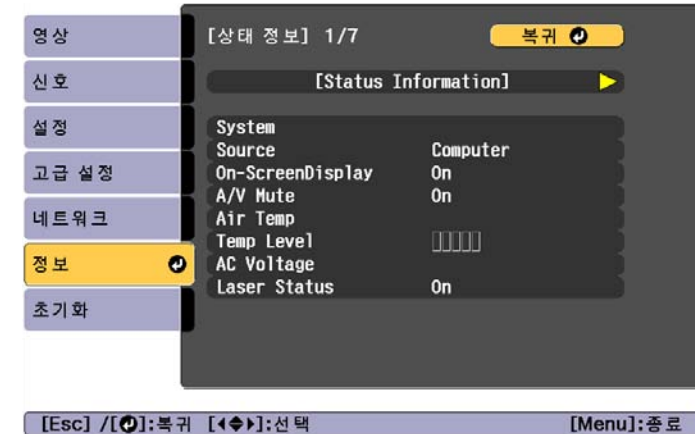 영상
신호
설정
고급 설정
네트워크
정보
초기화
[상태 정보] 1/7
복귀
[Status Information]
System
Source Computer
On-ScreenDisplay On
A/V Mute On
Air Temp
Temp Level
AC Voltage
Laser Status On
[Esc] /[ ]:복귀 [ ]:선택 [Menu]:종료